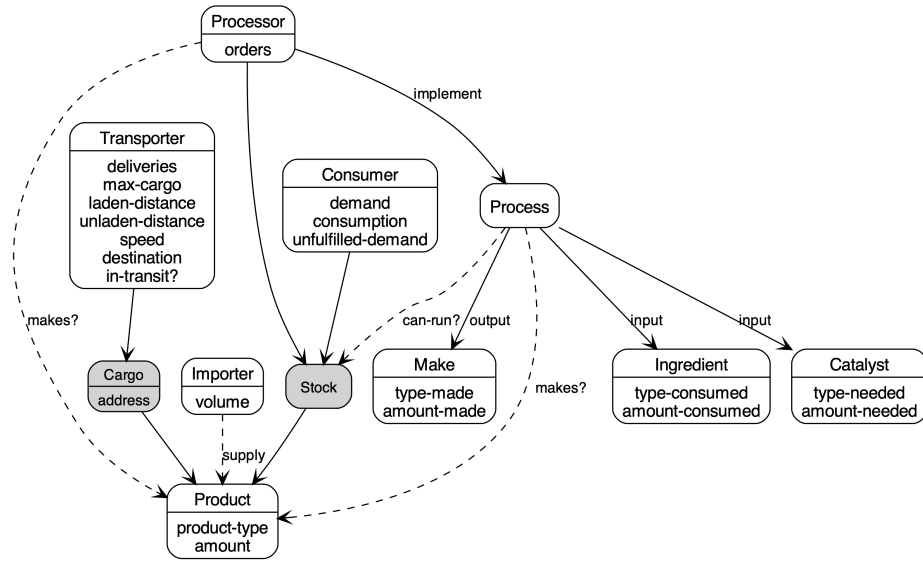 Processor
orders
implement
Transporter
deliveries
max-cargo
laden-distance
unladen-distance
speed
destination
in-transit?
Consumer
demand
consumption
unfulfilled-demand
Process
makes?
can-run?
output
input
input
Cargo
address
Importer
volume
Stock
Make
type-made
amount-made
makes?
Ingredient
type-consumed
amount-consumed
Catalyst
type-needed
amount-needed
supply
Product
product-type
amount